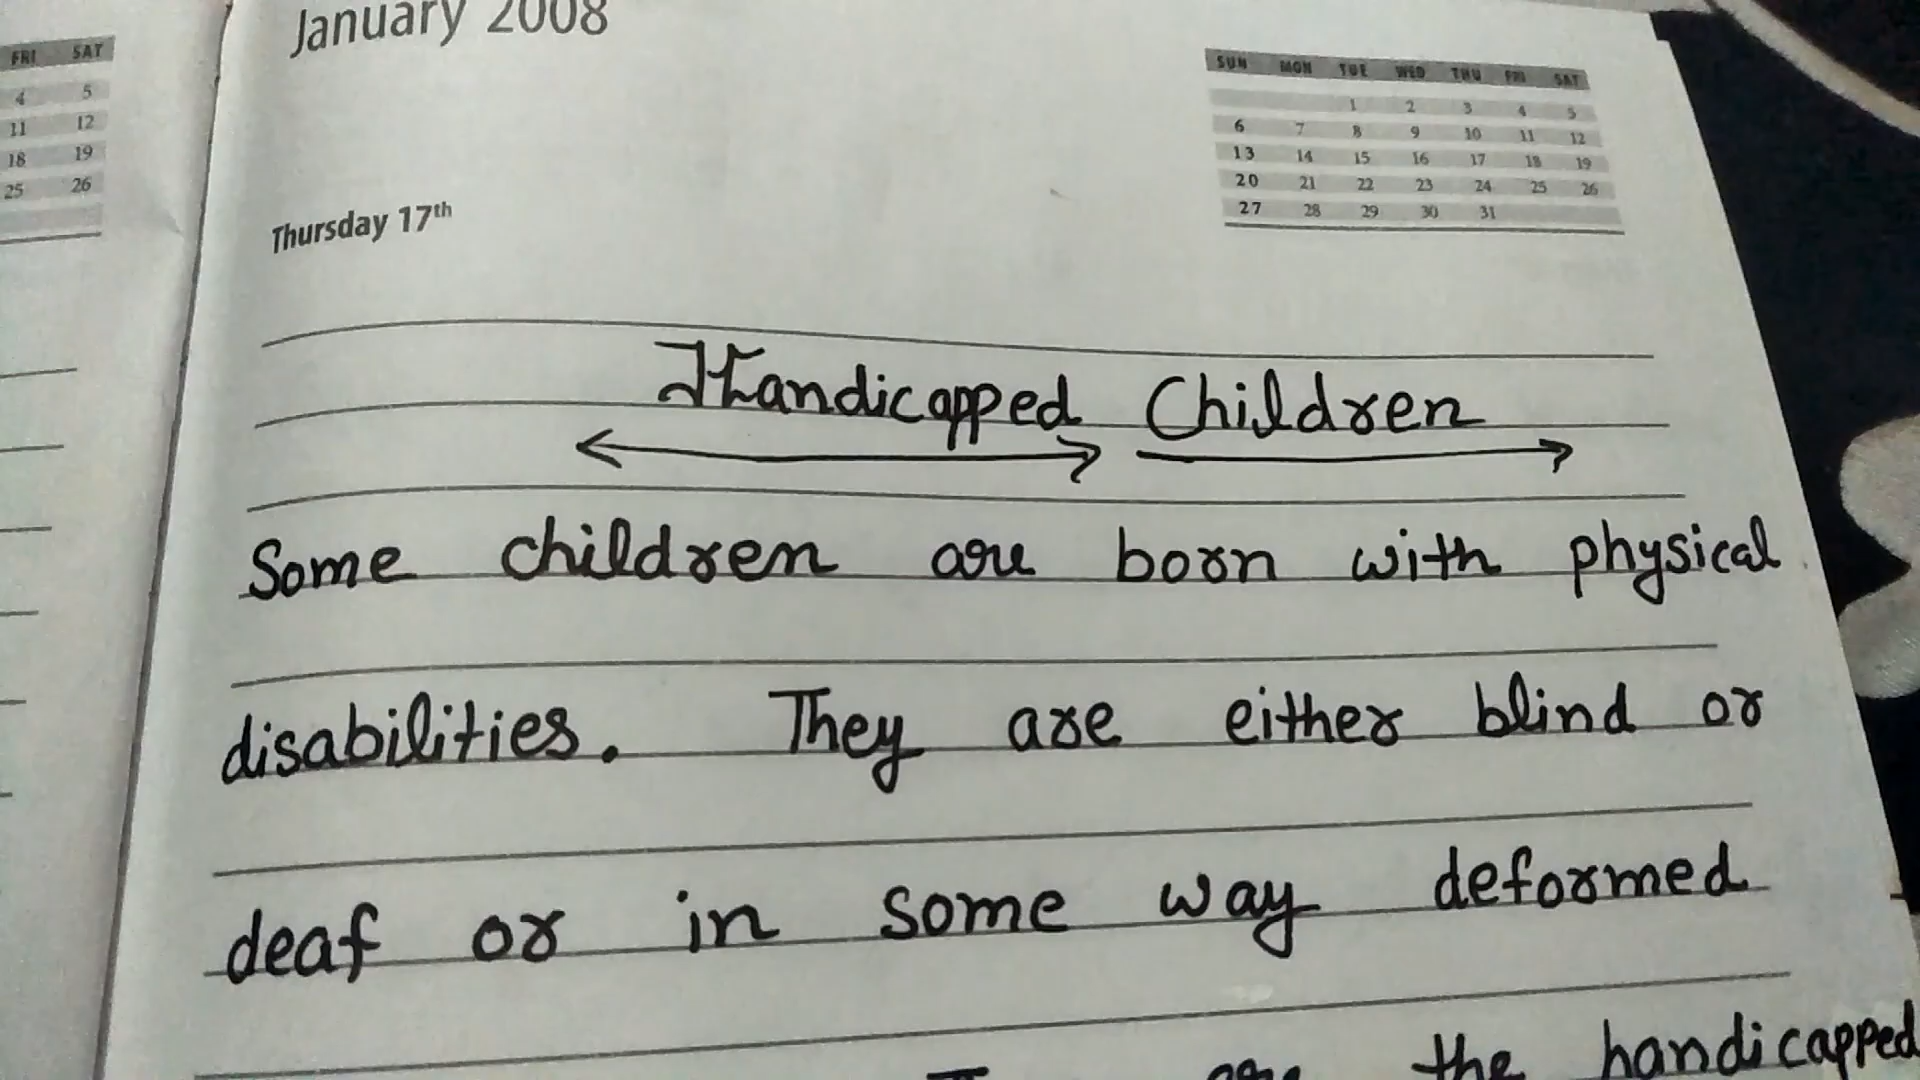 January 2008
FRI SAT
4 5
11 12
18 19
25 26
SUN MON TUE WED THU FRI SAT
1 2 3 4 5
6 7 8 9 10 11 12
13 14 15 16 17 18 19
20 21 22 23 24 25 26
27 28 29 30 31
Thursday 17th
Handicapped Children
Some children are born with physical
disabilities. They are either blind or
deaf or in some way deformed
the handicapped